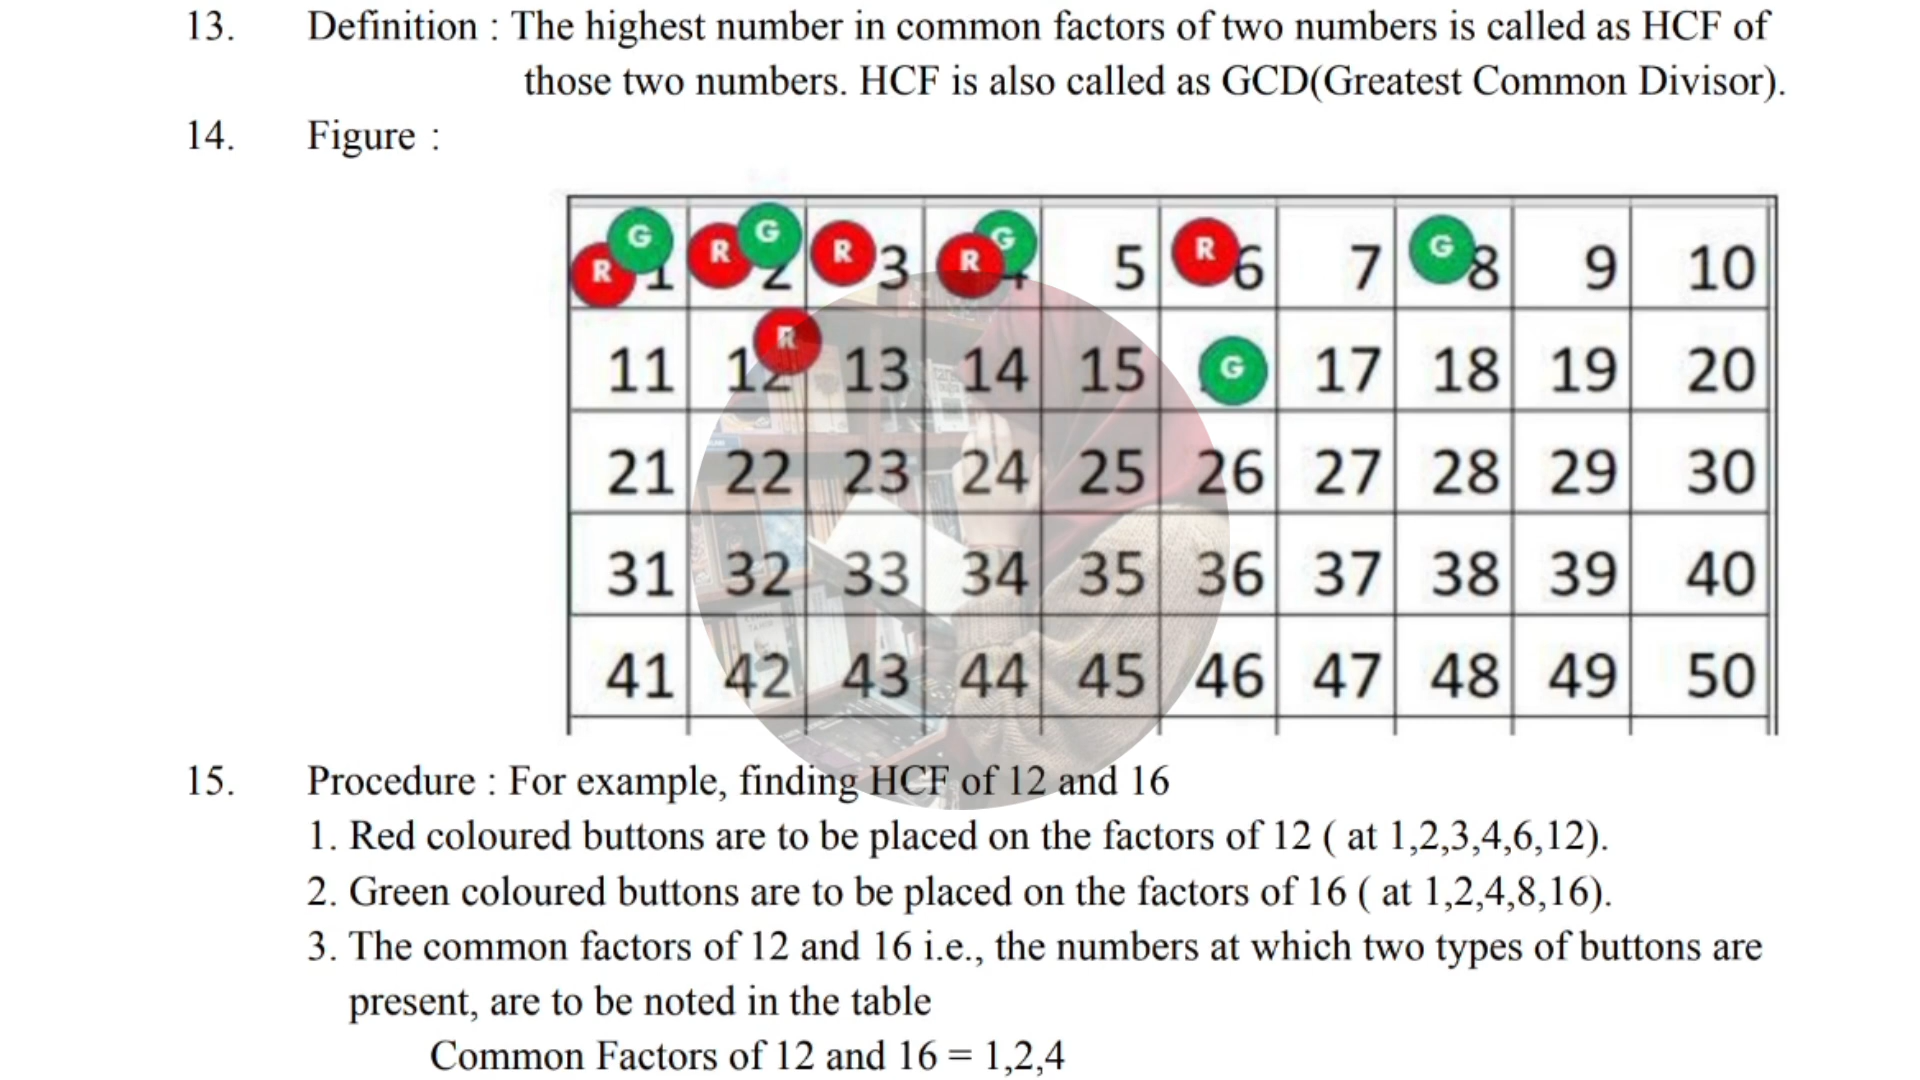 13. Definition : The highest number in common factors of two numbers is called as HCF of
those two numbers. HCF is also called as GCD(Greatest Common Divisor).
14. Figure :
R G 1 R G 2 R 3 R G 4 5 R 6 7 G 8 9 10
11 12 R 13 14 15 G 17 18 19 20
21 22 23 24 25 26 27 28 29 30
31 32 33 34 35 36 37 38 39 40
41 42 43 44 45 46 47 48 49 50
15. Procedure : For example, finding HCF of 12 and 16
1. Red coloured buttons are to be placed on the factors of 12 ( at 1,2,3,4,6,12).
2. Green coloured buttons are to be placed on the factors of 16 ( at 1,2,4,8,16).
3. The common factors of 12 and 16 i.e., the numbers at which two types of buttons are
present, are to be noted in the table
Common Factors of 12 and 16 = 1,2,4